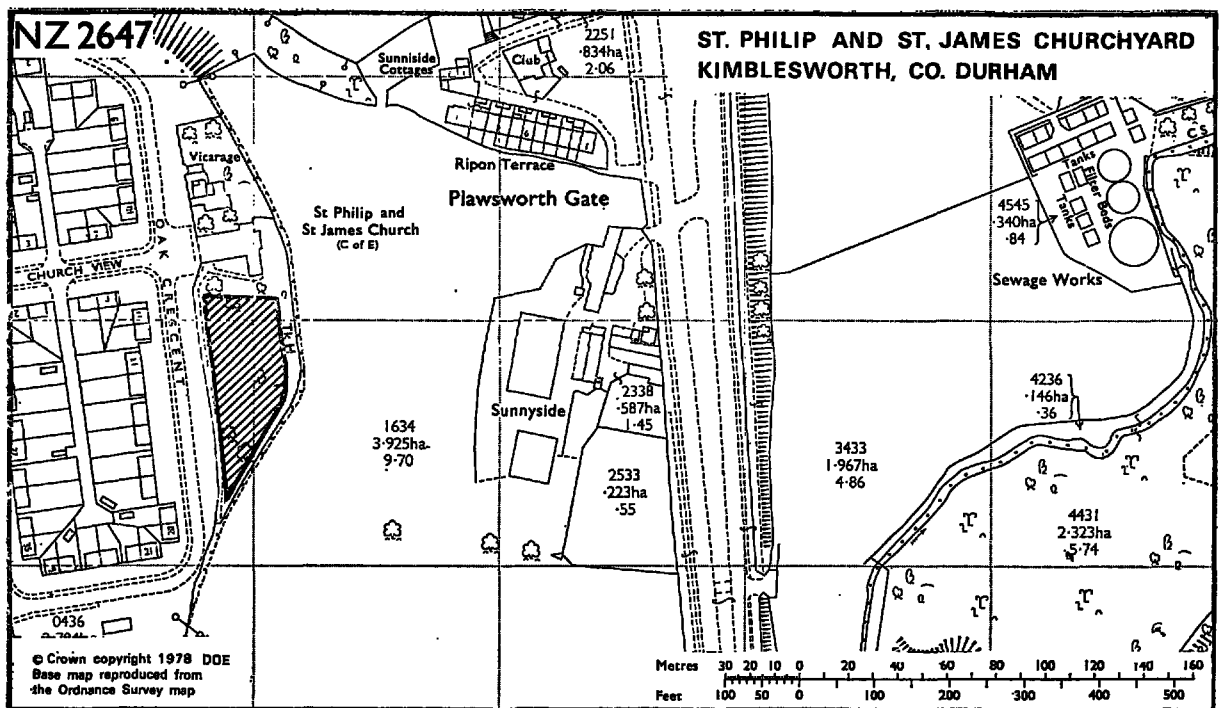 NZ 2647
ST. PHILIP AND ST. JAMES CHURCHYARD
KIMBLESWORTH, CO. DURHAM
Sunniside
Cottages
Club
2251
·834ha
2·06
Vicarage
Ripon Terrace
Plawsworth Gate
St Philip and
St James Church
(C of E)
CHURCH VIEW
OAK CRESCENT
Tk H
Tanks
Filter Beds
Tanks
C S
4545
·340ha
·84
Sewage Works
Sunnyside
2338
·587ha
1·45
1634
3·925ha
9·70
2533
·223ha
·55
4236
·146ha
·36
3433
1·967ha
4·86
4431
2·323ha
5·74
0436
© Crown copyright 1978 DOE
Base map reproduced from
the Ordnance Survey map
Metres 30 20 10 0 20 40 60 80 100 120 140 160
Feet 100 50 0 100 200 300 400 500